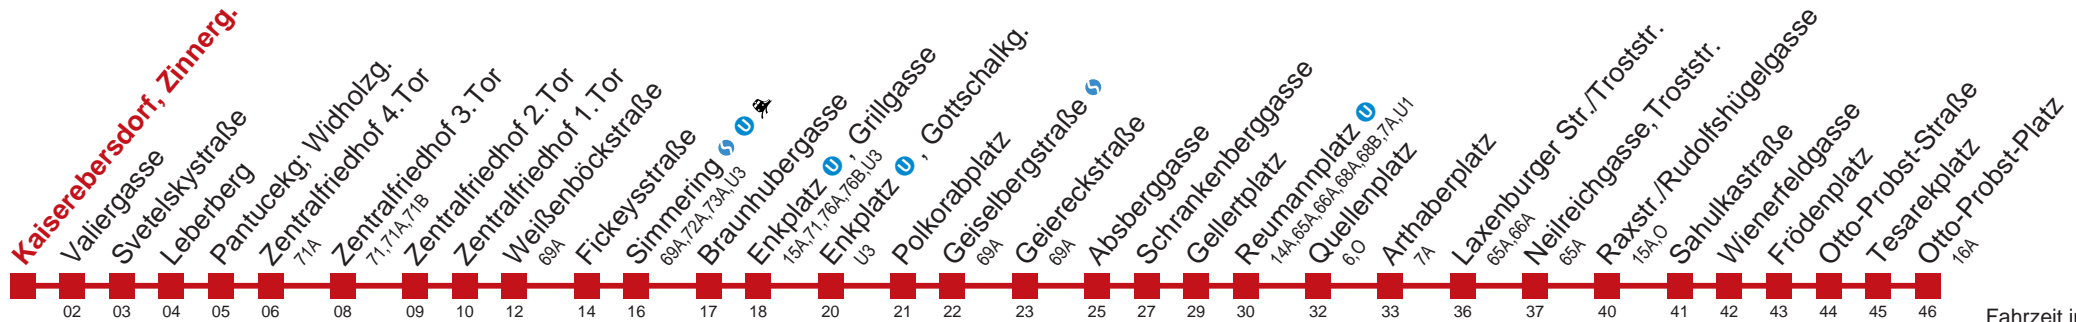 Kaiserebersdorf, Zinnerg.
Valiergasse
Svetelskystraße
Leberberg
Pantucekg; Widholzg.
Zentralfriedhof 4.Tor
71A
Zentralfriedhof 3.Tor
71,71A,71B
Zentralfriedhof 2.Tor
Zentralfriedhof 1.Tor
Weißenböckstraße
69A
Fickeysstraße
Simmering S U
69A,72A,73A,U3
Braunhubergasse
Enkplatz U , Grillgasse
15A,71,76A,76B,U3
Enkplatz U , Gottschalkg.
U3
Polkorabplatz
Geiselbergstraße S
69A
Geiereckstraße
69A
Absberggasse
Schrankenberggasse
Gellertplatz
Reumannplatz U
14A,65A,66A,68A,68B,7A,U1
Quellenplatz
6,O
Arthaberplatz
7A
Laxenburger Str./Troststr.
65A,66A
Neilreichgasse, Troststr.
65A
Raxstr./Rudolfshügelgasse
15A,O
Sahulkastraße
Wienerfeldgasse
Frödenplatz
Otto-Probst-Straße
Tesarekplatz
Otto-Probst-Platz
16A
02 03 04 05 06 08 09 10 12 14 16 17 18 20 21 22 23 25 27 29 30 32 33 36 37 40 41 42 43 44 45 46
Fahrzeit i